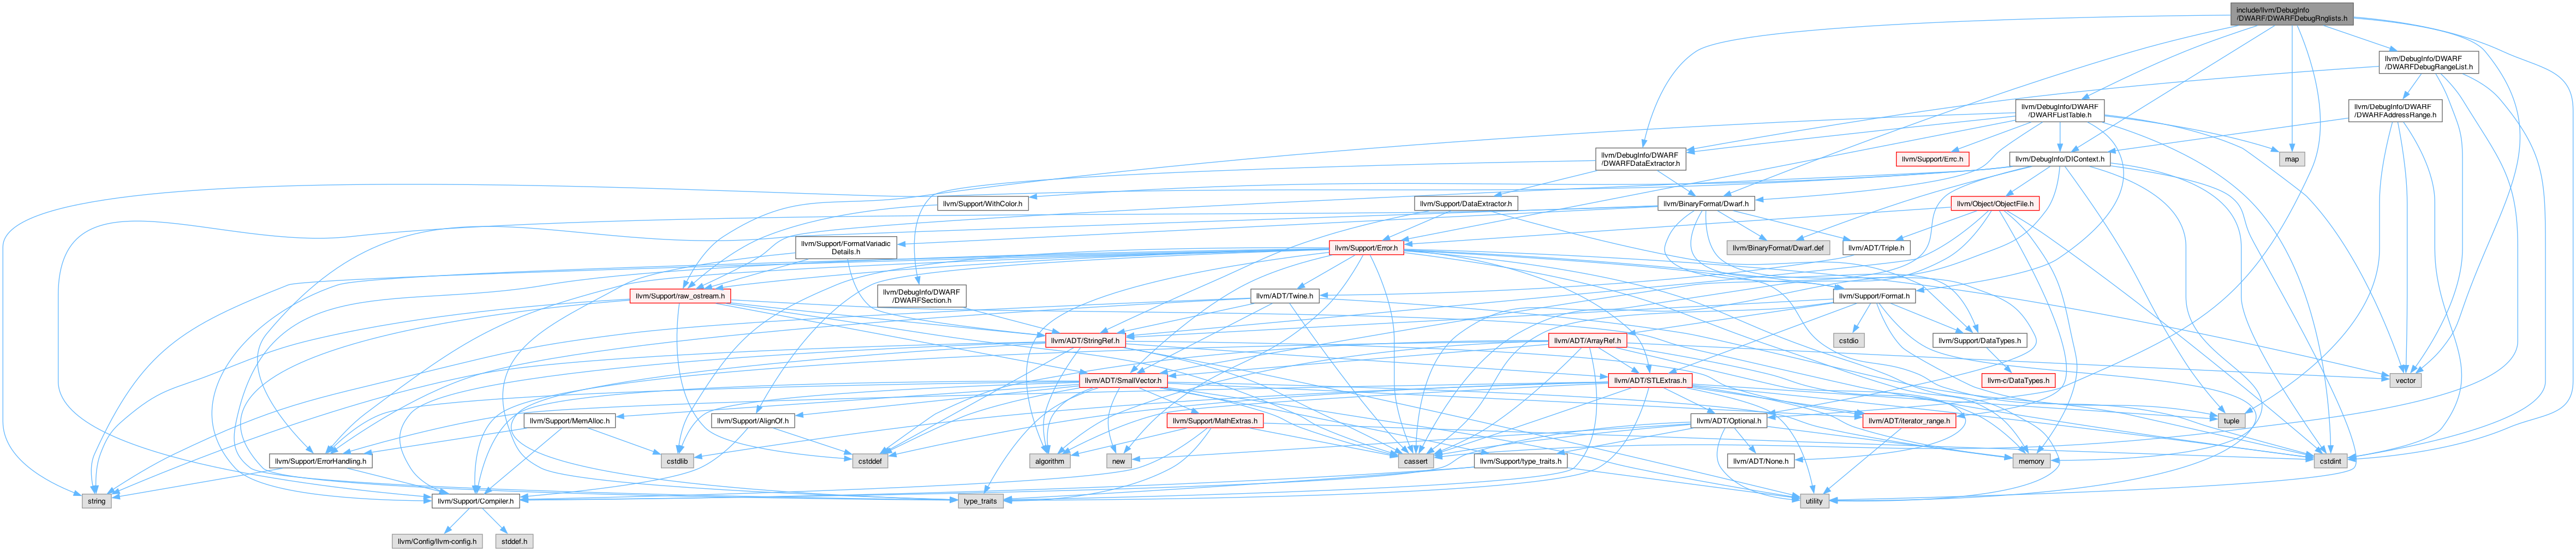 include/llvm/DebugInfo
/DWARF/DWARFDebugRnglists.h
llvm/DebugInfo/DWARF
/DWARFDebugRangeList.h
llvm/DebugInfo/DWARF
/DWARFListTable.h
llvm/DebugInfo/DWARF
/DWARFAddressRange.h
llvm/DebugInfo/DWARF
/DWARFDataExtractor.h
llvm/Support/Errc.h
llvm/DebugInfo/DIContext.h
map
llvm/Support/WithColor.h
llvm/Support/DataExtractor.h
llvm/BinaryFormat/Dwarf.h
llvm/Object/ObjectFile.h
llvm/Support/FormatVariadic
Details.h
llvm/Support/Error.h
llvm/BinaryFormat/Dwarf.def
llvm/ADT/Triple.h
llvm/Support/raw_ostream.h
llvm/DebugInfo/DWARF
/DWARFSection.h
llvm/ADT/Twine.h
llvm/Support/Format.h
llvm/ADT/StringRef.h
llvm/ADT/ArrayRef.h
cstdio
llvm/Support/DataTypes.h
llvm/ADT/SmallVector.h
llvm/ADT/STLExtras.h
llvm-c/DataTypes.h
vector
llvm/Support/MemAlloc.h
llvm/Support/AlignOf.h
llvm/Support/MathExtras.h
llvm/ADT/Optional.h
llvm/ADT/iterator_range.h
tuple
llvm/Support/ErrorHandling.h
cstdlib
cstddef
algorithm
new
cassert
llvm/Support/type_traits.h
llvm/ADT/None.h
memory
cstdint
string
llvm/Support/Compiler.h
type_traits
utility
llvm/Config/llvm-config.h
stddef.h